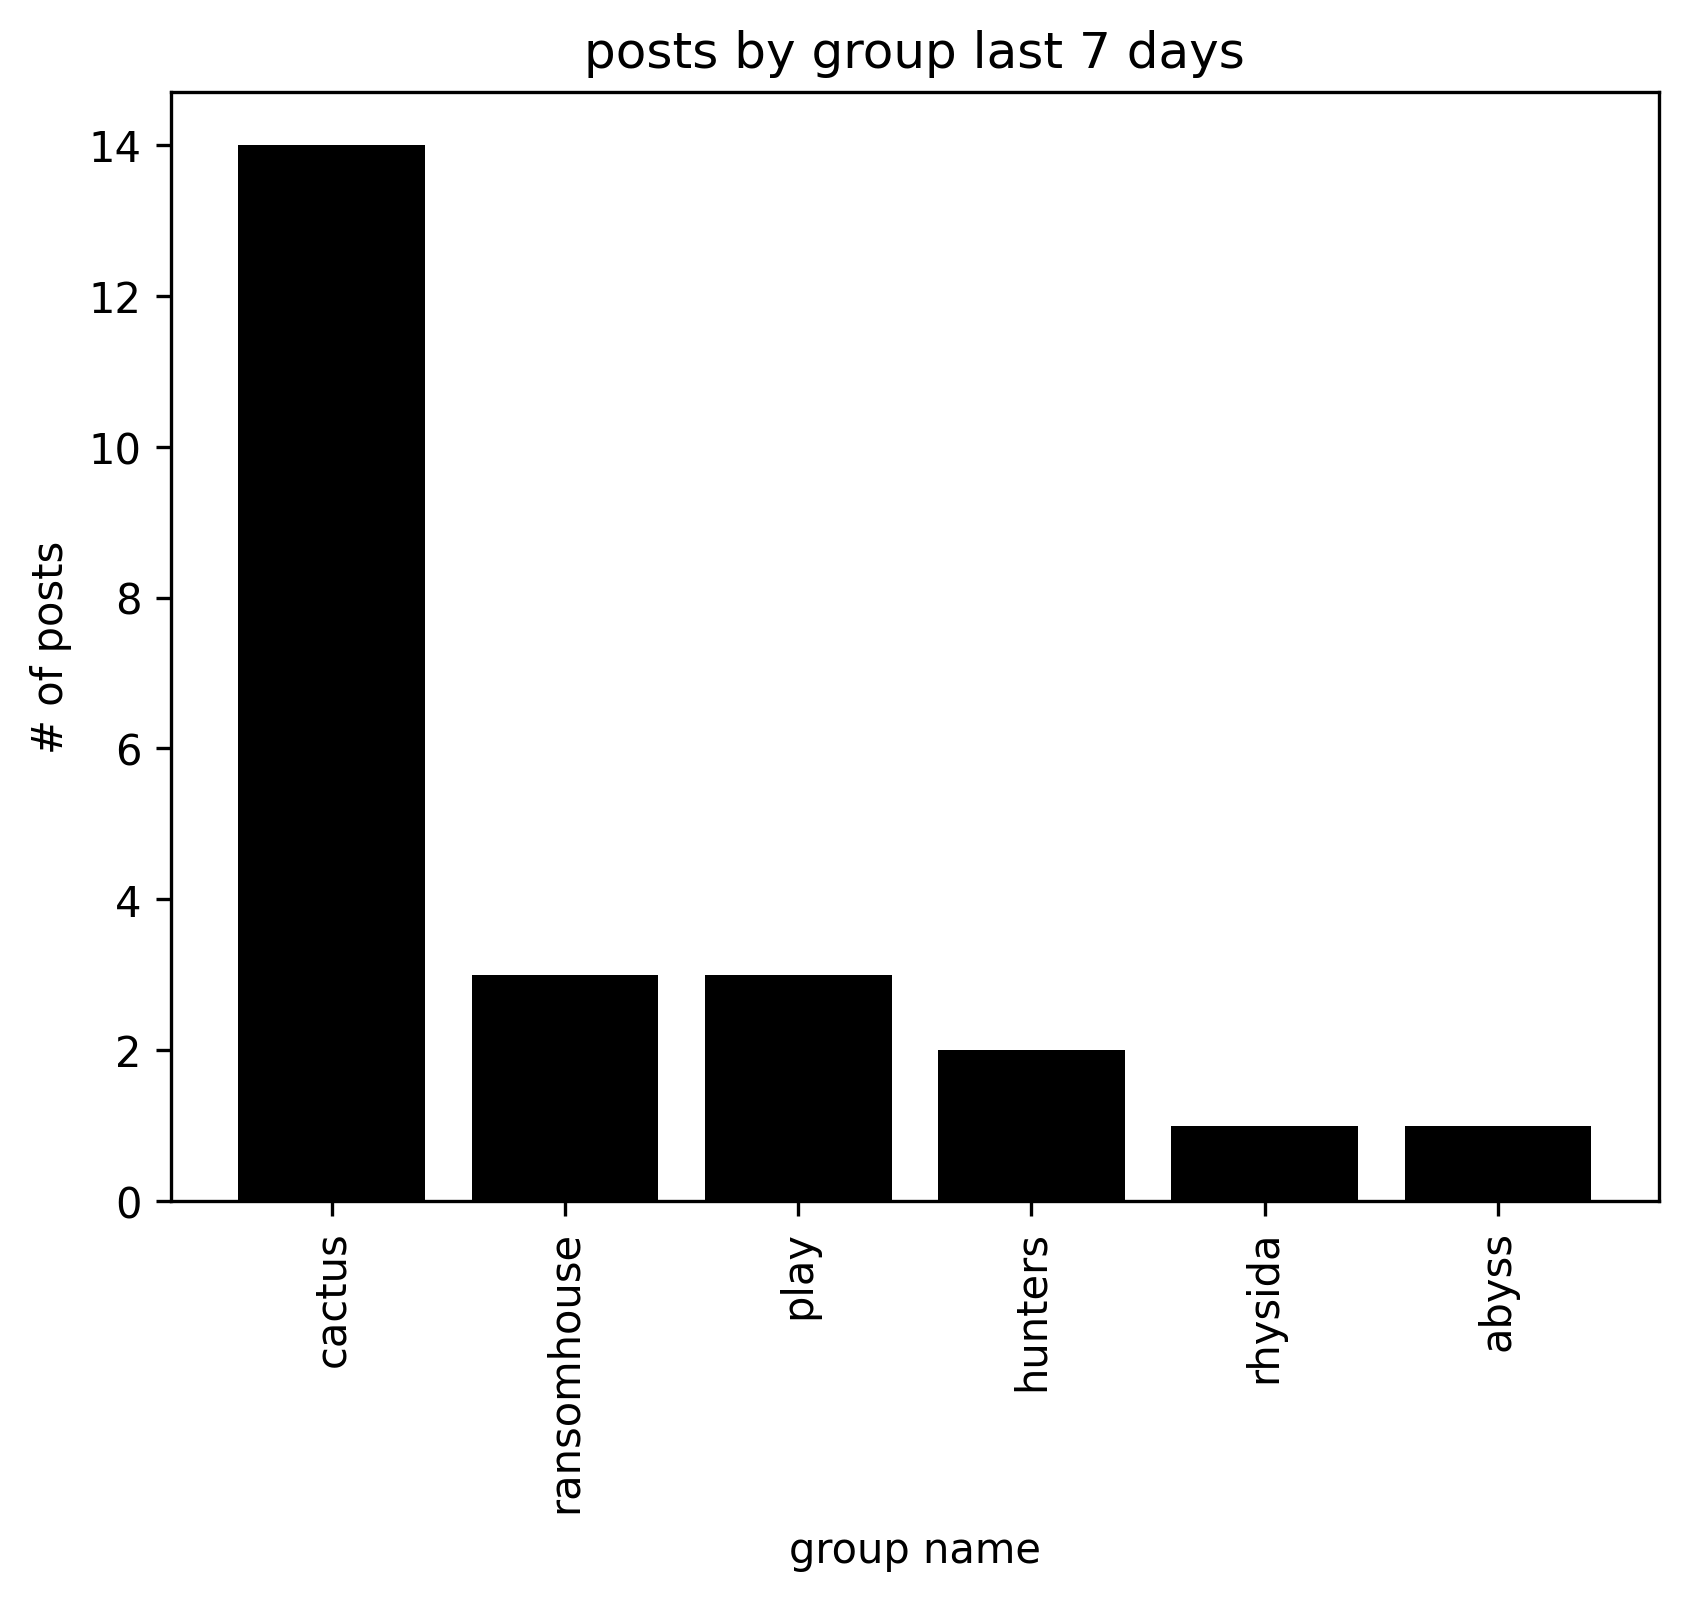 posts by group last 7 days
14
12
10
8
6
4
2
0
# of posts
cactus
ransomhouse
play
hunters
rhysida
abyss
group name